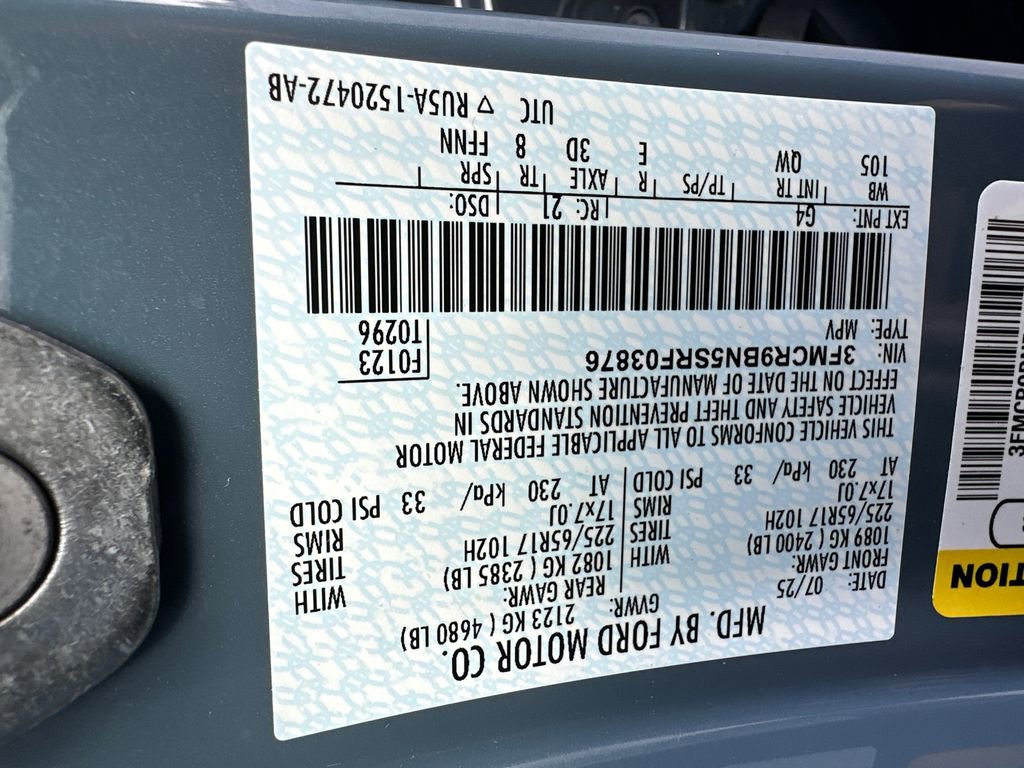 MFD. BY FORD MOTOR CO.
DATE: 07/25 GVWR: 2123 KG ( 4680 LB)
FRONT GAWR: REAR GAWR:
1089 KG ( 2400 LB) WITH 1082 KG ( 2385 LB) WITH
225/65R17 102H TIRES 225/65R17 102H TIRES
17x7.0J RIMS 17x7.0J RIMS
AT 230 kPa/ 33 PSI COLD AT 230 kPa/ 33 PSI COLD
THIS VEHICLE CONFORMS TO ALL APPLICABLE FEDERAL MOTOR
VEHICLE SAFETY AND THEFT PREVENTION STANDARDS IN
EFFECT ON THE DATE OF MANUFACTURE SHOWN ABOVE.
VIN: 3FMCR9BN5SRF03876 F0123
TYPE: MPV T0296
EXT PNT: G4 RC: 21 DSO:
WB INT TR TP/PS R AXLE TR SPR
105 QW E 3D 8 FFNN
UTC ▽ RU5A-1520472-AB
TION